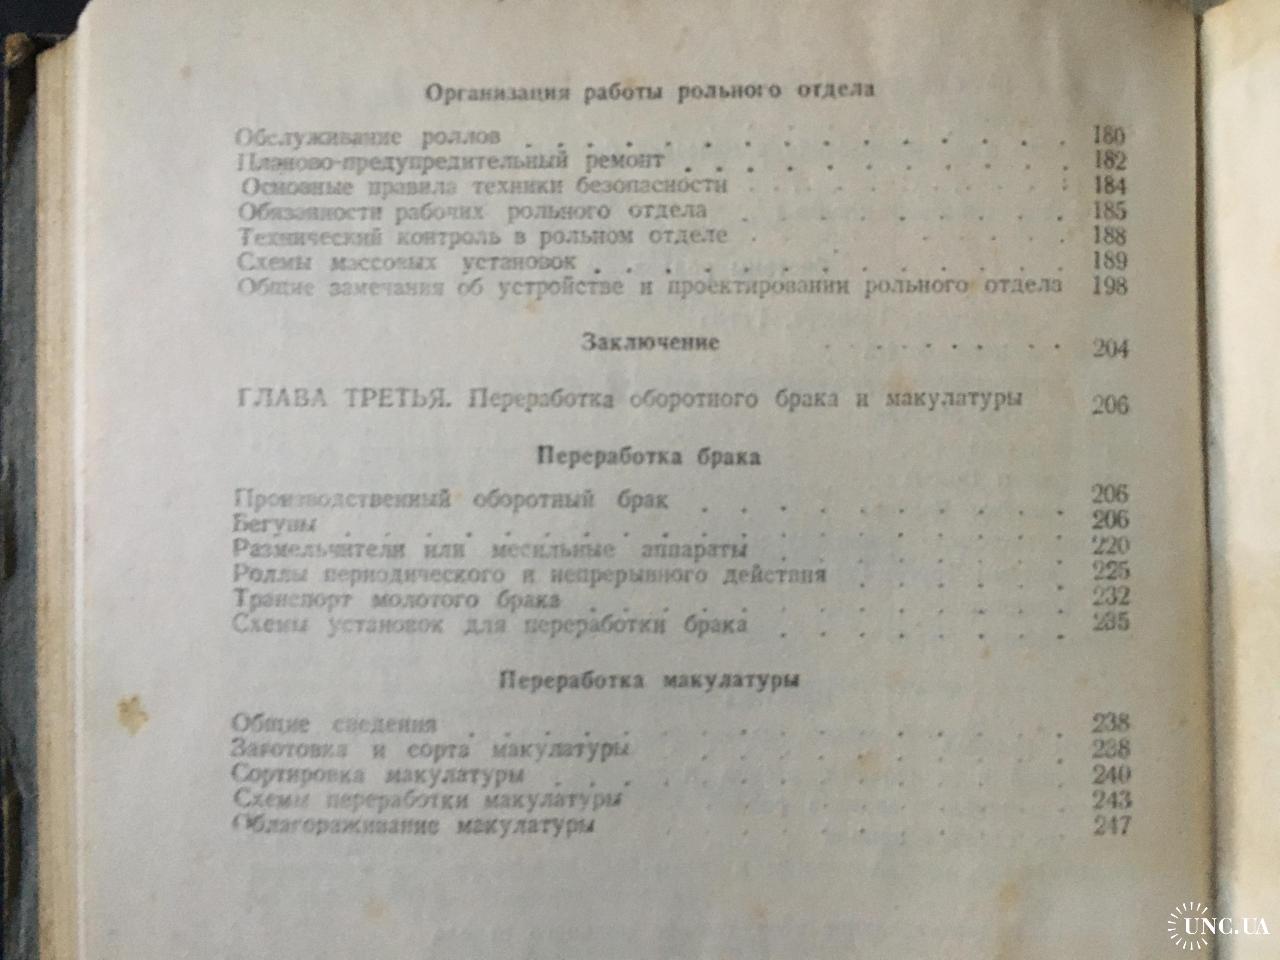 Организация работы рольного отдела
Обслуживание роллов . . . . . . . . . . . . . . 180
Планово-предупредительный ремонт . . . . . . . . . . 182
Основные правила техники безопасности . . . . . . . . 184
Обязанности рабочих рольного отдела . . . . . . . . 185
Технический контроль в рольном отделе . . . . . . . 188
Схемы массовых установок . . . . . . . . . . . . . 189
Общие замечания об устройстве и проектировании рольного отдела 198
Заключение . . . . . . . . . 204
ГЛАВА ТРЕТЬЯ. Переработка оборотного брака и макулатуры 206
Переработка брака
Производственный оборотный брак . . . . . . . . . . 206
Бегуны . . . . . . . . . . . . . . . . . . . 206
Размельчители или месильные аппараты . . . . . . . . 220
Роллы периодического и непрерывного действия . . . . . . 225
Транспорт молотого брака . . . . . . . . . . . . . 232
Схемы установок для переработки брака . . . . . . . . 235
Переработка макулатуры
Общие сведения . . . . . . . . . . . . . . . . 238
Заготовка и сорта макулатуры . . . . . . . . . . 238
Сортировка макулатуры . . . . . . . . . . . . . . 240
Схемы переработки макулатуры . . . . . . . . . . 243
Облагораживание макулатуры . . . . . . . . . . . 247
UNC.UA